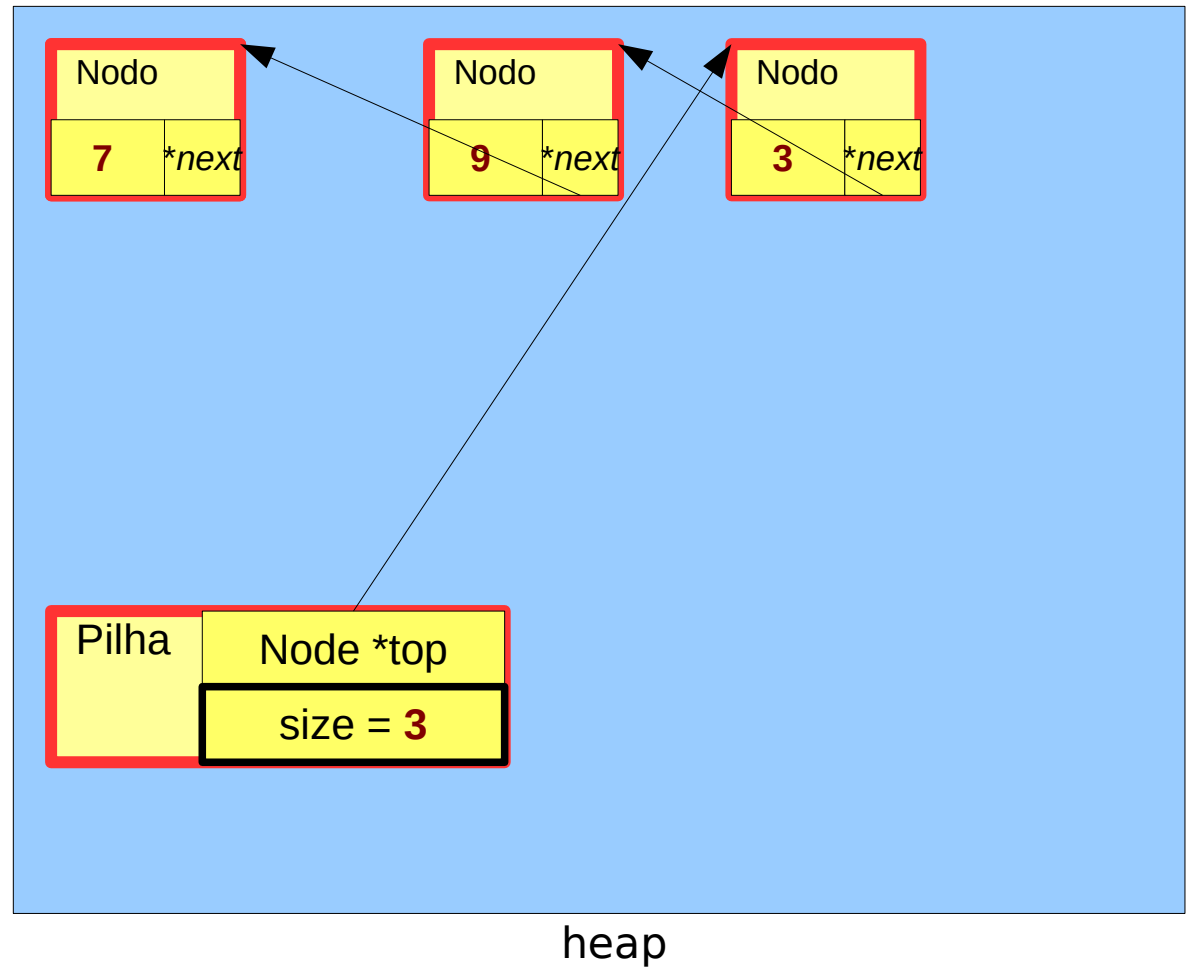 Nodo Nodo Nodo
7 *next 9 *next 3 *next
Pilha
Node *top
size = 3
heap